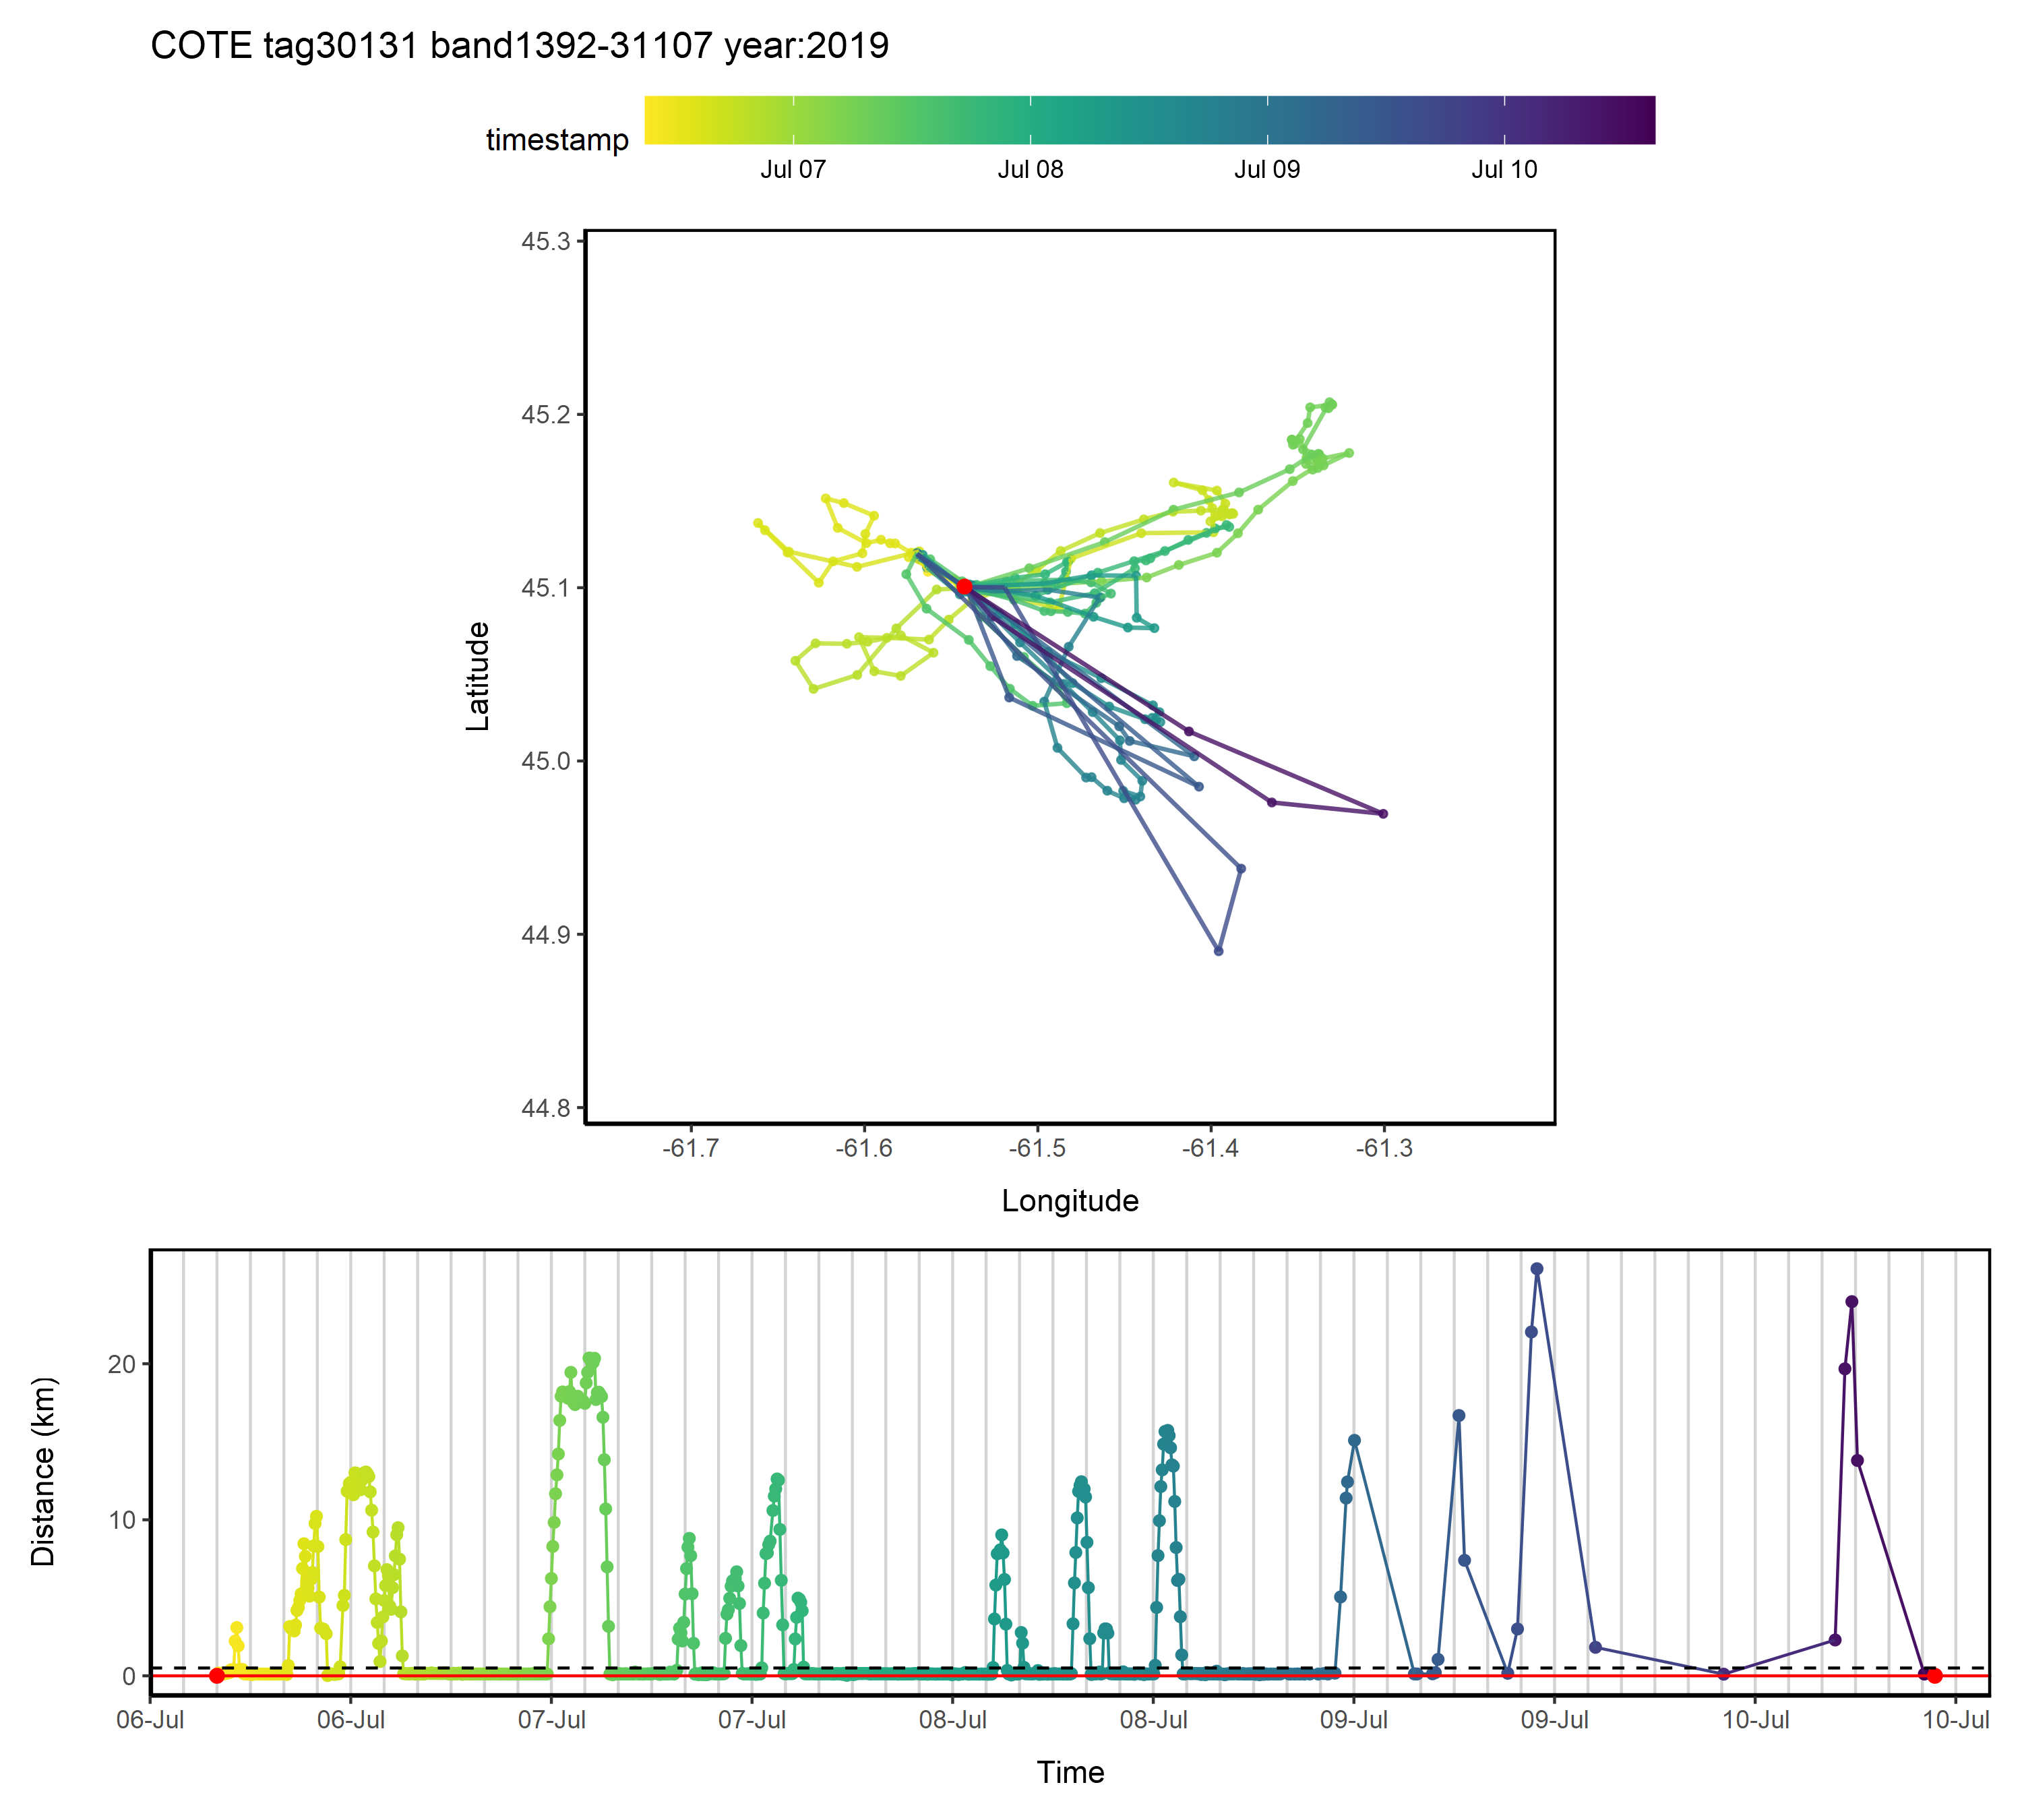 COTE tag30131 band1392-31107 year:2019
timestamp
Jul 07 Jul 08 Jul 09 Jul 10
45.3
45.2
45.1
45.0
44.9
44.8
Latitude
-61.7 -61.6 -61.5 -61.4 -61.3
Longitude
20
10
0
Distance (km)
06-Jul 06-Jul 07-Jul 07-Jul 08-Jul 08-Jul 09-Jul 09-Jul 10-Jul 10-Jul
Time